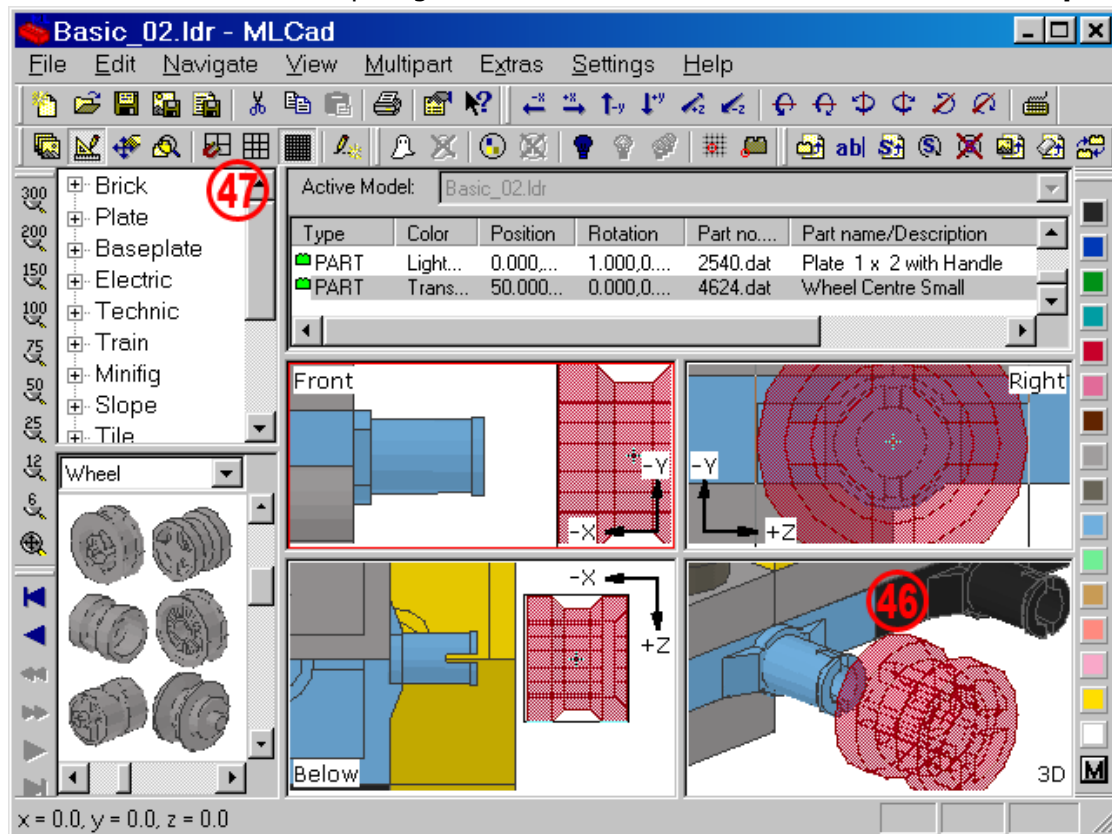 Basic_02.ldr - MLCad
File Edit Navigate View Multipart Extras Settings Help
-x +x -y +y +z -z
ab|
47
300
200
150
100
75
50
25
12
6
Brick
Plate
Baseplate
Electric
Technic
Train
Minifig
Slope
Tile
Wheel
Active Model: Basic_02.ldr
Type Color Position Rotation Part no.... Part name/Description
PART Light... 0.000,... 1.000,0.... 2540.dat Plate 1 x 2 with Handle
PART Trans... 50.000... 0.000,0.... 4624.dat Wheel Centre Small
Front
-Y
-X
Right
-Y
+Z
Below
-X
+Z
46
3D
M
x = 0.0, y = 0.0, z = 0.0